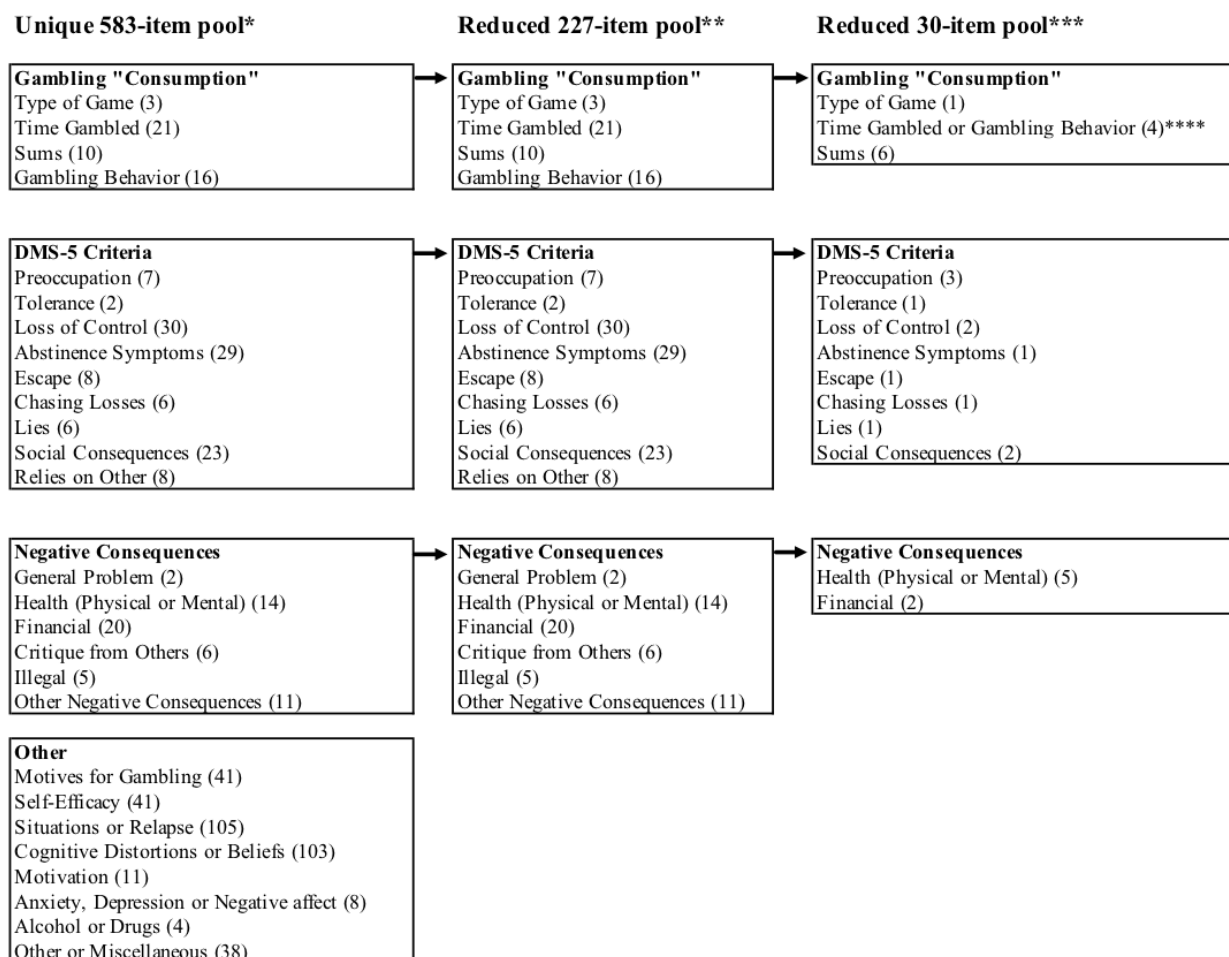 Unique 583-item pool*
Reduced 227-item pool**
Reduced 30-item pool***
Gambling "Consumption"
Type of Game (3)
Time Gambled (21)
Sums (10)
Gambling Behavior (16)
Gambling "Consumption"
Type of Game (3)
Time Gambled (21)
Sums (10)
Gambling Behavior (16)
Gambling "Consumption"
Type of Game (1)
Time Gambled or Gambling Behavior (4)****
Sums (6)
DMS-5 Criteria
Preoccupation (7)
Tolerance (2)
Loss of Control (30)
Abstinence Symptoms (29)
Escape (8)
Chasing Losses (6)
Lies (6)
Social Consequences (23)
Relies on Other (8)
DMS-5 Criteria
Preoccupation (7)
Tolerance (2)
Loss of Control (30)
Abstinence Symptoms (29)
Escape (8)
Chasing Losses (6)
Lies (6)
Social Consequences (23)
Relies on Other (8)
DMS-5 Criteria
Preoccupation (3)
Tolerance (1)
Loss of Control (2)
Abstinence Symptoms (1)
Escape (1)
Chasing Losses (1)
Lies (1)
Social Consequences (2)
Negative Consequences
General Problem (2)
Health (Physical or Mental) (14)
Financial (20)
Critique from Others (6)
Illegal (5)
Other Negative Consequences (11)
Negative Consequences
General Problem (2)
Health (Physical or Mental) (14)
Financial (20)
Critique from Others (6)
Illegal (5)
Other Negative Consequences (11)
Negative Consequences
Health (Physical or Mental) (5)
Financial (2)
Other
Motives for Gambling (41)
Self-Efficacy (41)
Situations or Relapse (105)
Cognitive Distortions or Beliefs (103)
Motivation (11)
Anxiety, Depression or Negative affect (8)
Alcohol or Drugs (4)
Other or Miscellaneous (38)